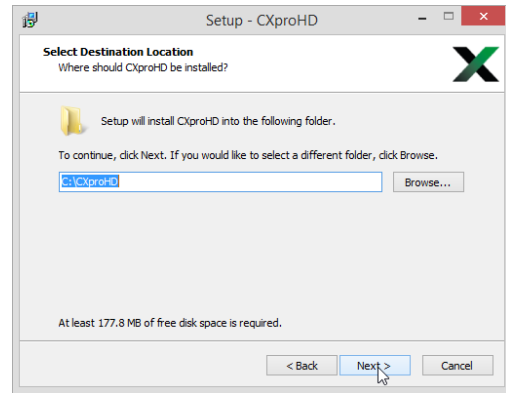 Setup - CXproHD
Select Destination Location
Where should CXproHD be installed?
Setup will install CXproHD into the following folder.
To continue, click Next. If you would like to select a different folder, click Browse.
C:\CXproHD
Browse...
At least 177.8 MB of free disk space is required.
< Back
Next >
Cancel